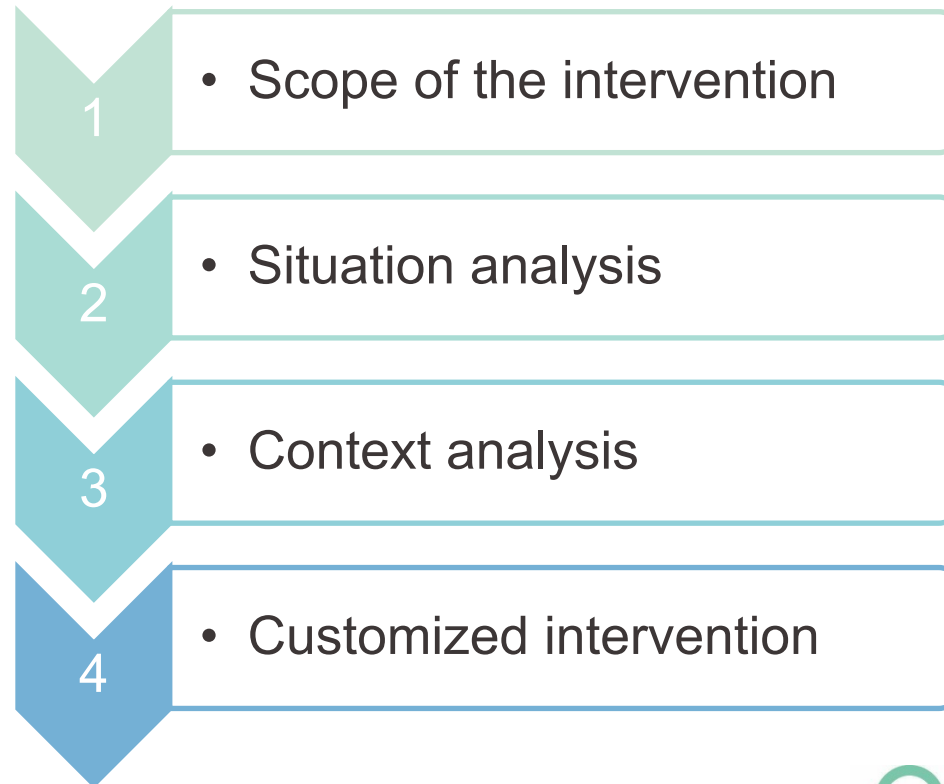 1
• Scope of the intervention
2
• Situation analysis
3
• Context analysis
4
• Customized intervention